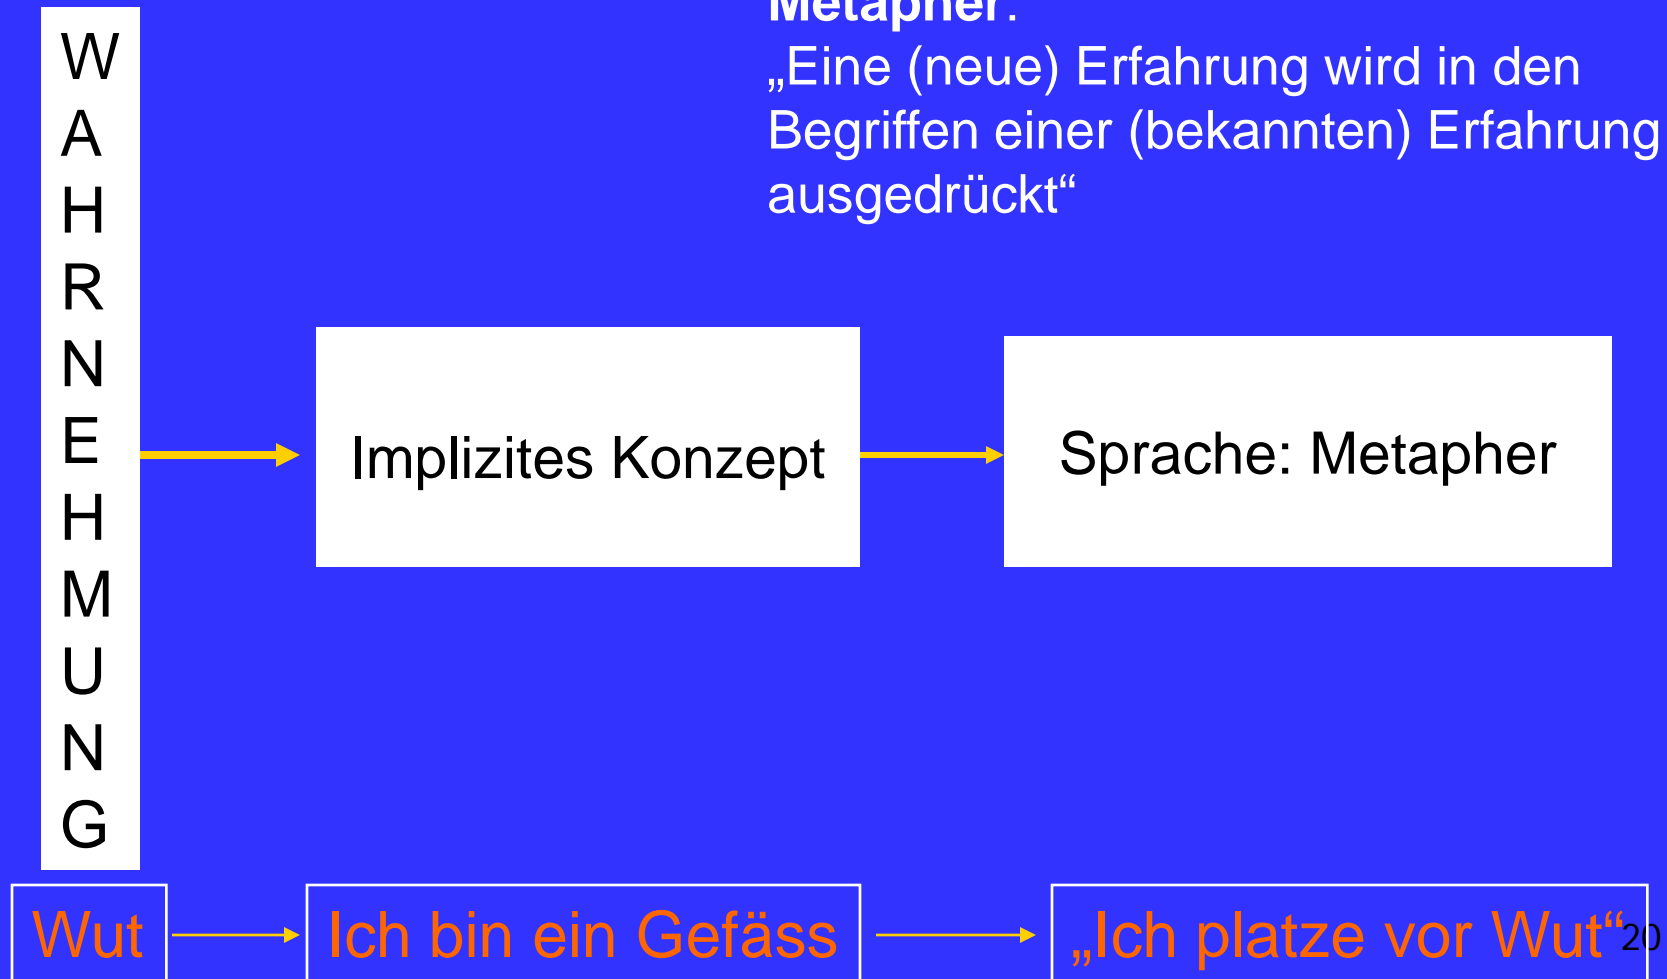 Metapher:
„Eine (neue) Erfahrung wird in den
Begriffen einer (bekannten) Erfahrung
ausgedrückt“
W
A
H
R
N
E
H
M
U
N
G
Implizites Konzept
Sprache: Metapher
Wut
Ich bin ein Gefäss
„Ich platze vor Wut“
20